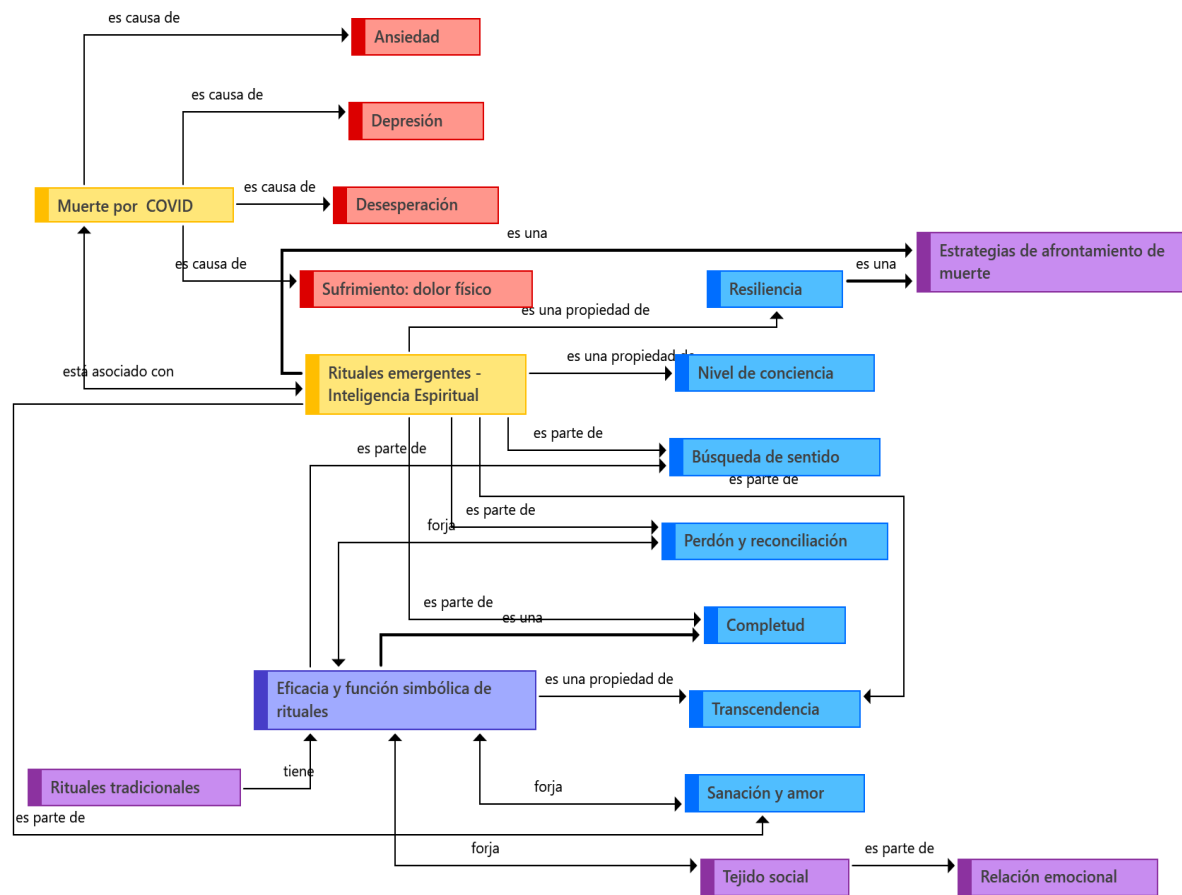 es causa de
Ansiedad
es causa de
Depresión
Muerte por  COVID
es causa de
Desesperación
es una
Estrategias de afrontamiento de
muerte
es causa de
es una
Sufrimiento: dolor físico
Resiliencia
es una propiedad de
está asociado con
Rituales emergentes -
Inteligencia Espiritual
es una propiedad de
Nivel de conciencia
es parte de
es parte de
Búsqueda de sentido
es parte de
es parte de
forja
Perdón y reconciliación
es parte de
es una
Completud
Eficacia y función simbólica de
rituales
es una propiedad de
Transcendencia
Rituales tradicionales
tiene
forja
Sanación y amor
es parte de
forja
Tejido social
es parte de
Relación emocional